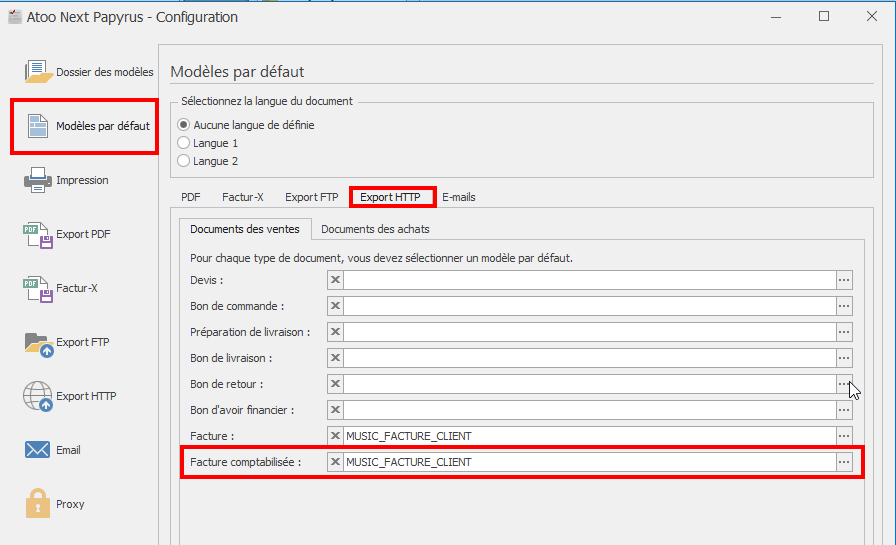 Atoo Next Papyrus - Configuration
Dossier des modèles
Modèles par défaut
Impression
Export PDF
Factur-X
Export FTP
Export HTTP
Email
Proxy
Modèles par défaut
Sélectionnez la langue du document
Aucune langue de définie
Langue 1
Langue 2
PDF Factur-X Export FTP Export HTTP E-mails
Documents des ventes Documents des achats
Pour chaque type de document, vous devez sélectionner un modèle par défaut.
Devis :
Bon de commande :
Préparation de livraison :
Bon de livraison :
Bon de retour :
Bon d'avoir financier :
Facture : MUSIC_FACTURE_CLIENT
Facture comptabilisée : MUSIC_FACTURE_CLIENT